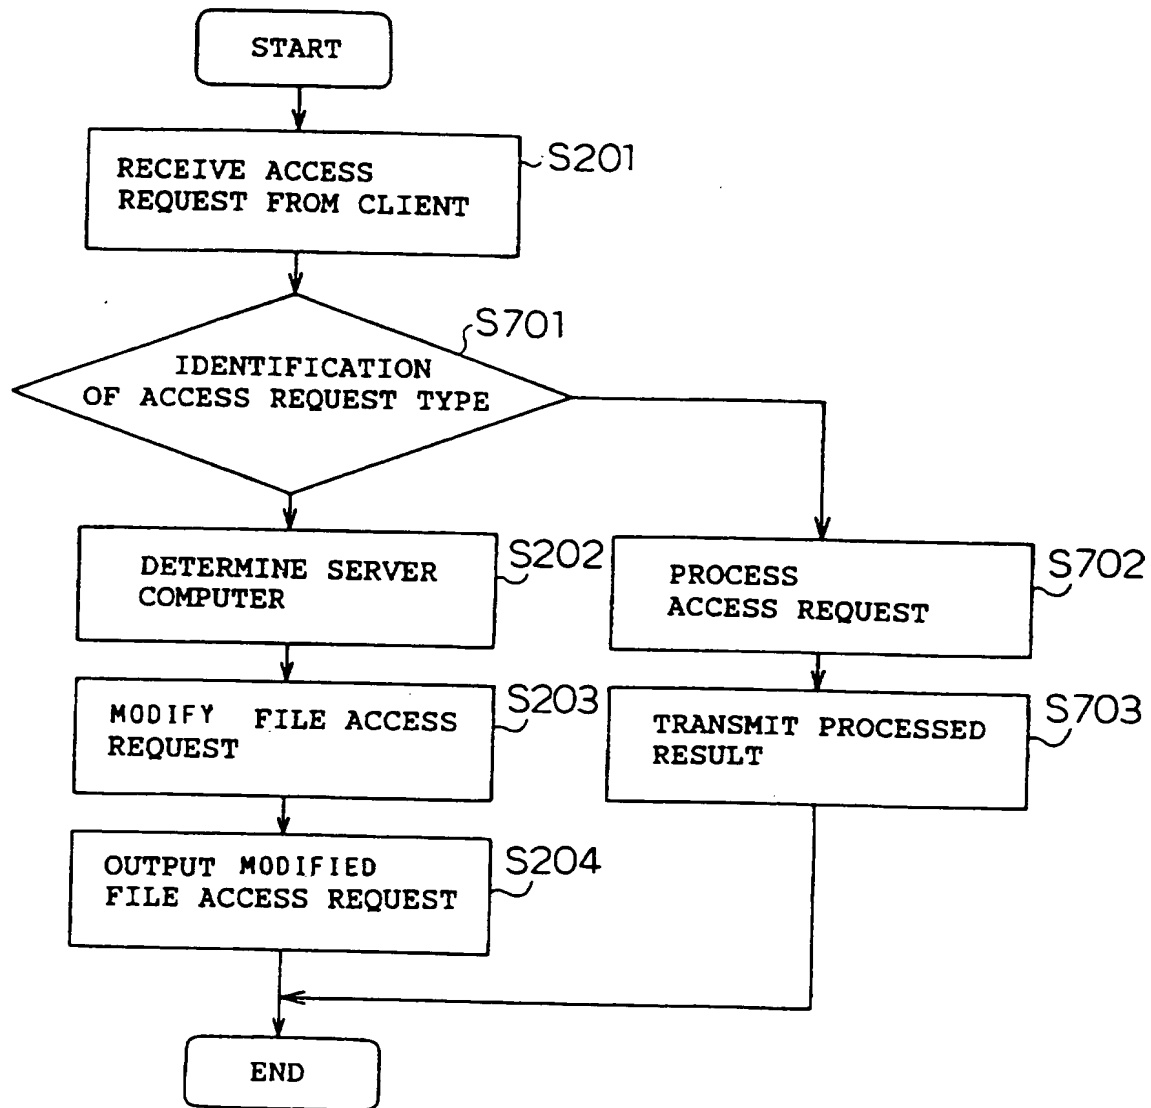 START
RECEIVE ACCESS
REQUEST FROM CLIENT
S201
S701
IDENTIFICATION
OF ACCESS REQUEST TYPE
DETERMINE SERVER
COMPUTER
S202
PROCESS
ACCESS REQUEST
S702
MODIFY FILE ACCESS
REQUEST
S203
TRANSMIT PROCESSED
RESULT
S703
OUTPUT MODIFIED
FILE ACCESS REQUEST
S204
END